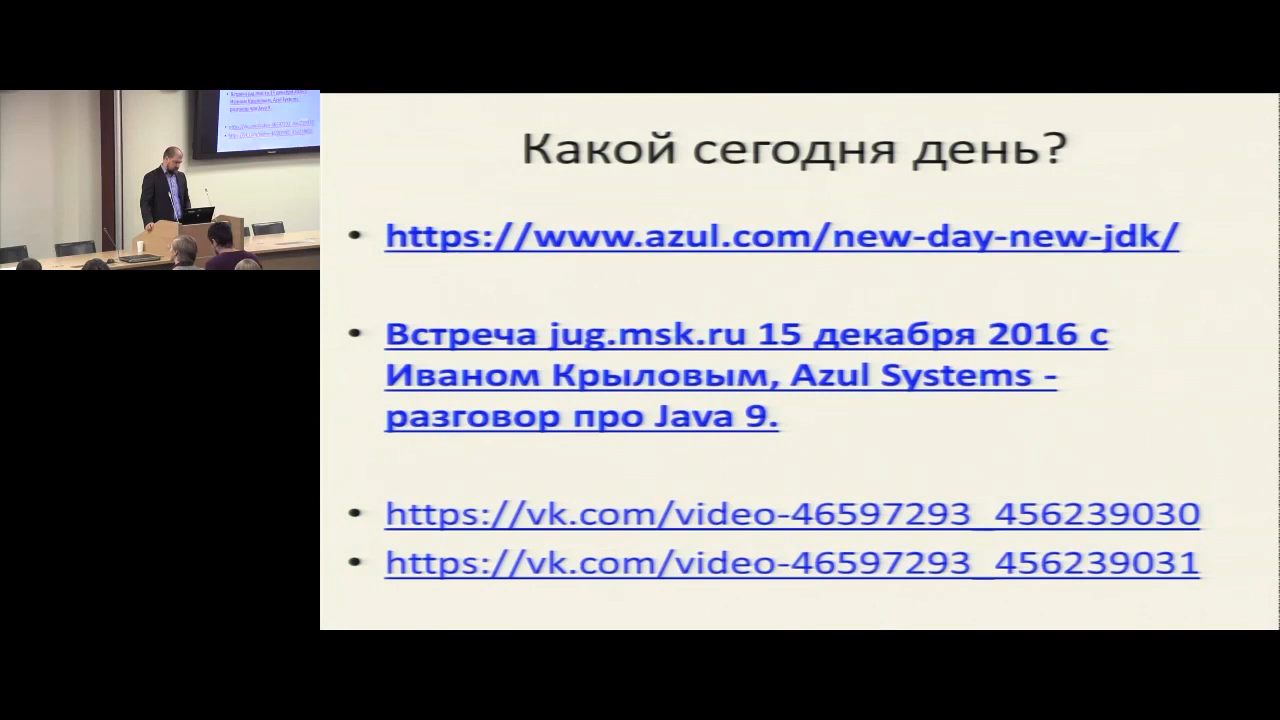 Какой сегодня день?
https://www.azul.com/new-day-new-jdk/
Встреча jug.msk.ru 15 декабря 2016 с
Иваном Крыловым, Azul Systems -
разговор про Java 9.
https://vk.com/video-46597293_456239030
https://vk.com/video-46597293_456239031